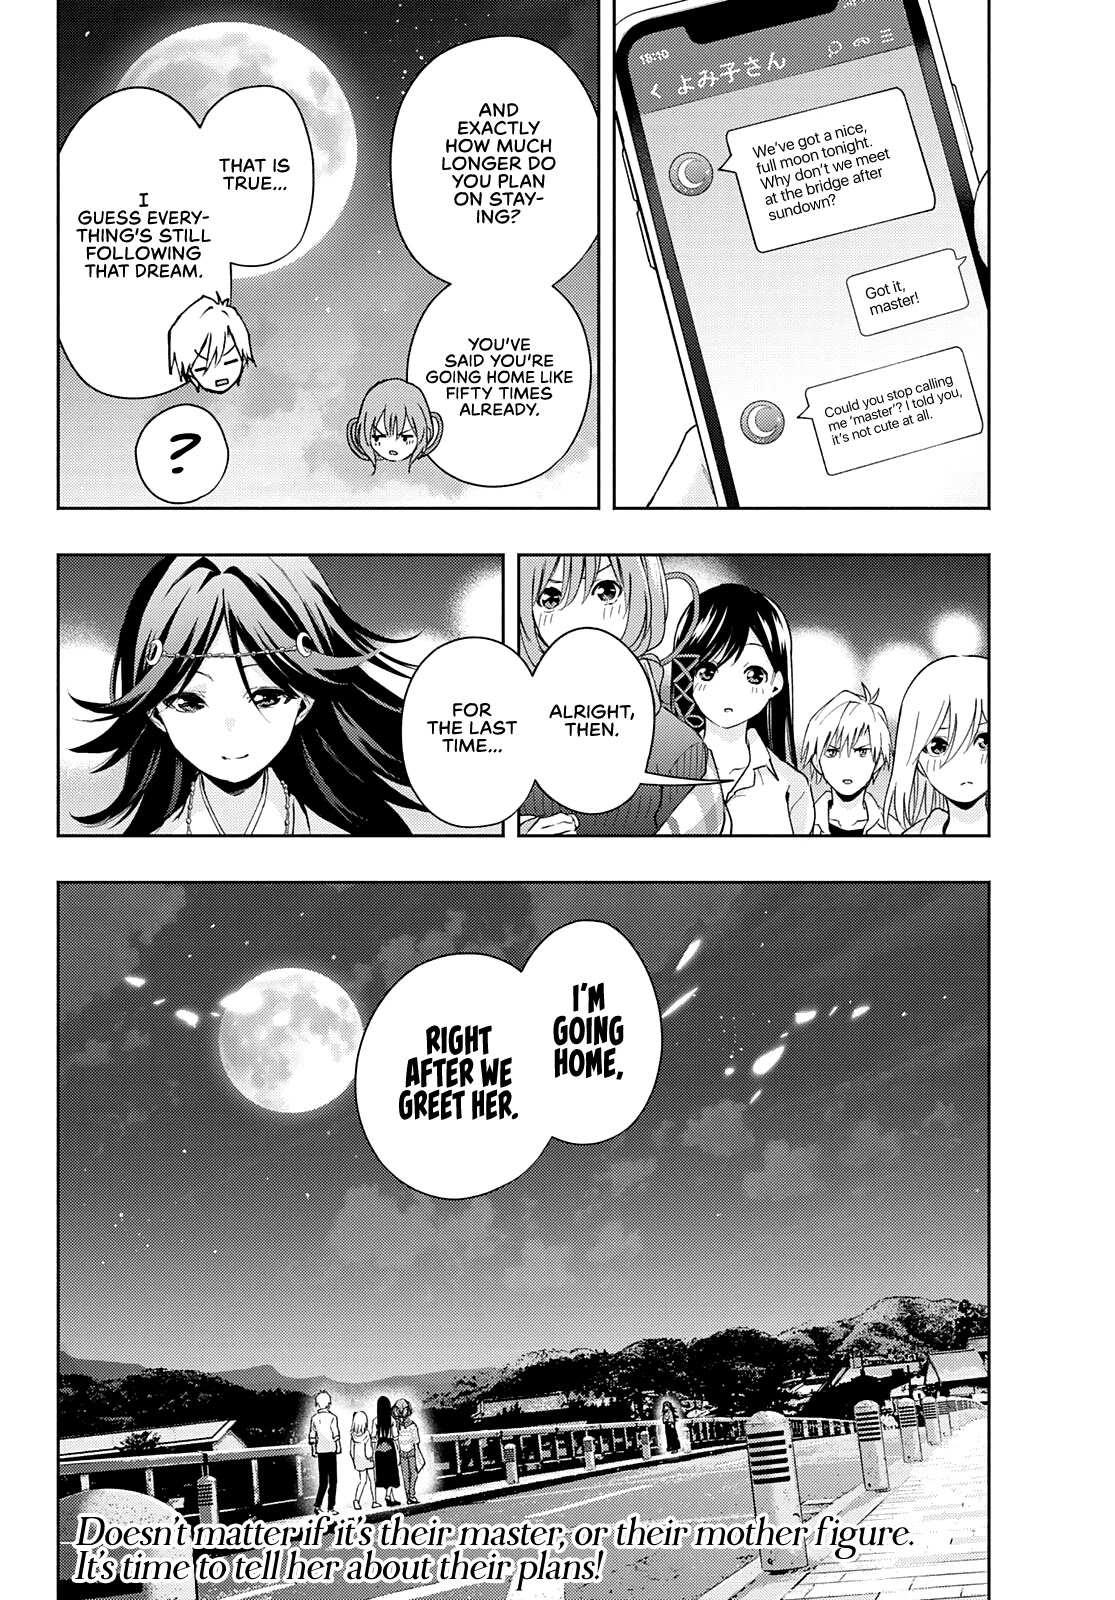 18:10
く よみ子さん
We've got a nice,
full moon tonight.
Why don't we meet
at the bridge after
sundown?
Got it,
master!
Could you stop calling
me 'master'? I told you,
it's not cute at all.
AND
EXACTLY
HOW MUCH
LONGER DO
YOU PLAN
ON STAY-
ING?
YOU'VE
SAID YOU'RE
GOING HOME LIKE
FIFTY TIMES
ALREADY.
THAT IS
TRUE...
I
GUESS EVERY-
THING'S STILL
FOLLOWING
THAT DREAM.
?
ALRIGHT,
THEN.
FOR
THE LAST
TIME...
I'M
GOING
HOME,
RIGHT
AFTER WE
GREET HER.
Doesn't matter if it's their master, or their mother figure.
It's time to tell her about their plans!